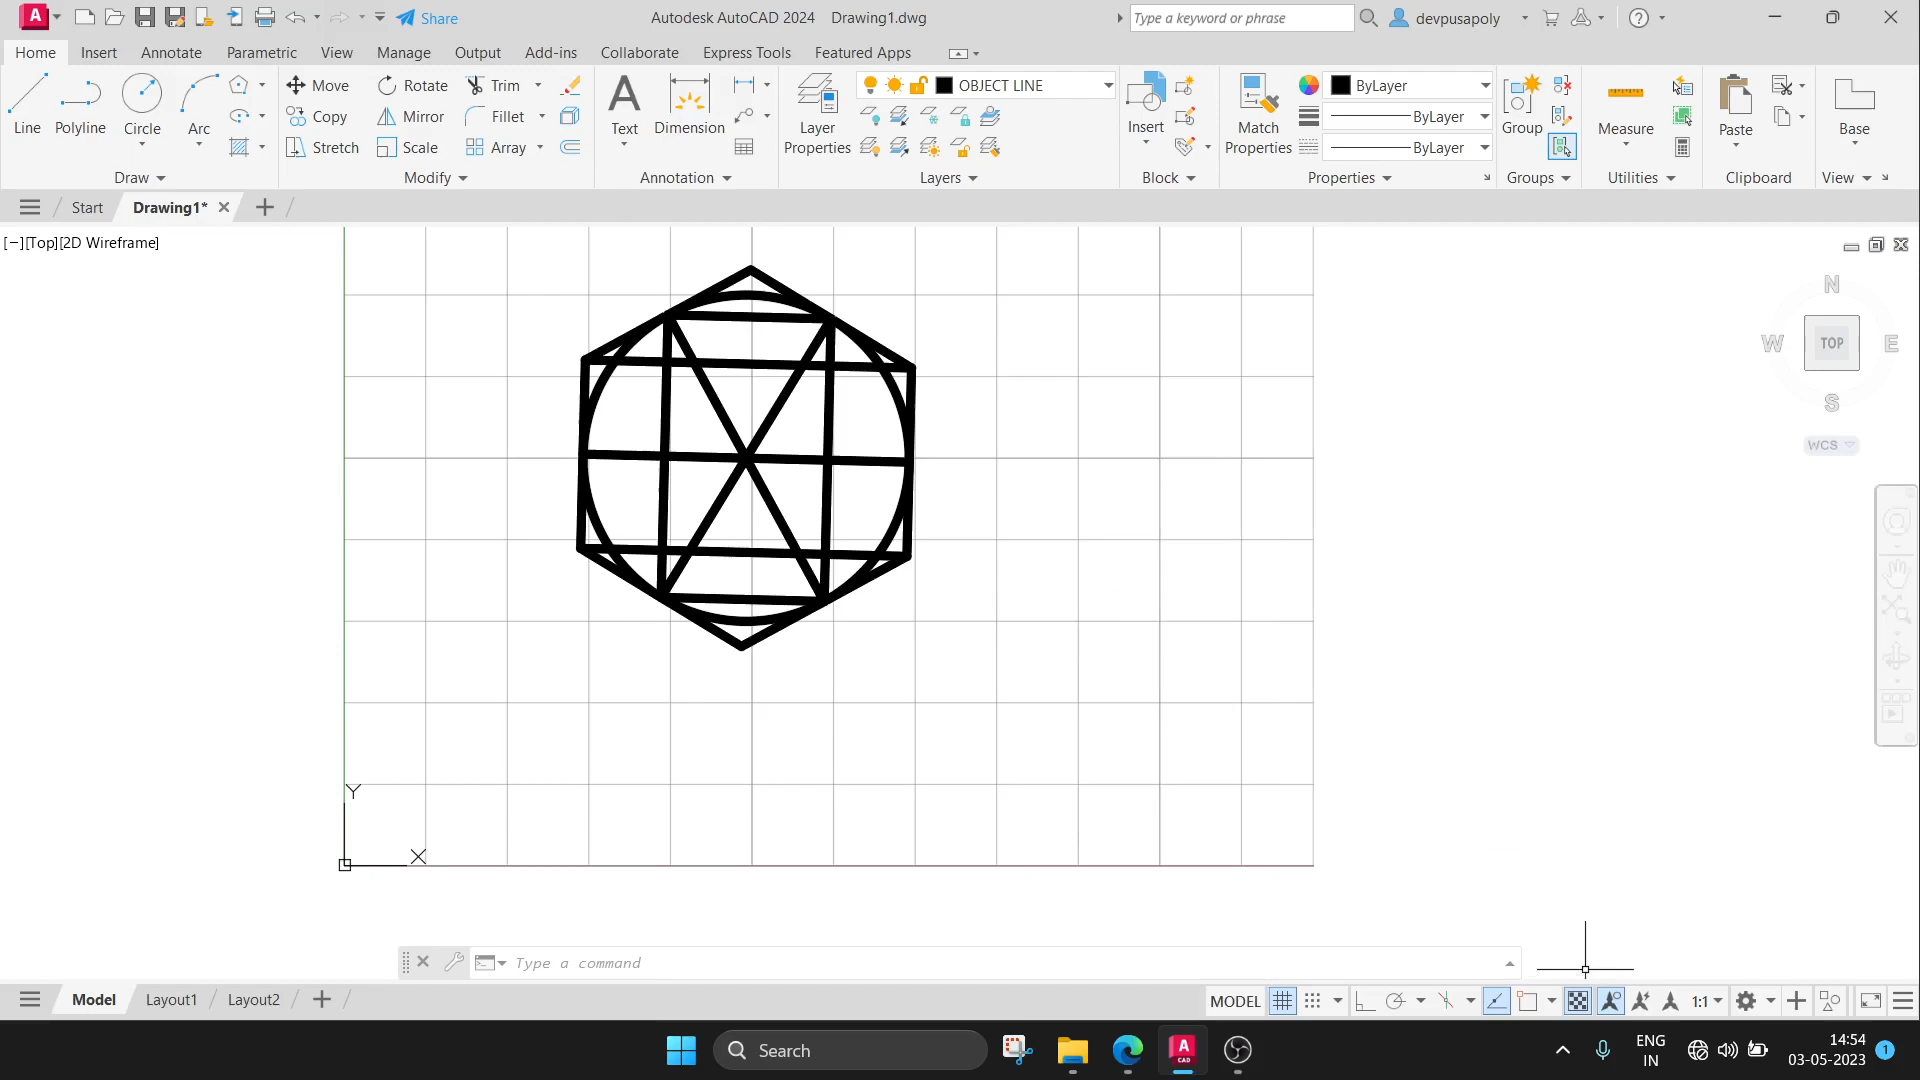 A Share Autodesk AutoCAD 2024 Drawing1.dwg Type a keyword or phrase devpusapoly
Home Insert Annotate Parametric View Manage Output Add-ins Collaborate Express Tools Featured Apps
Line Polyline Circle Arc
Move Rotate Trim
Copy Mirror Fillet
Stretch Scale Array
Text Dimension
Layer Properties
OBJECT LINE
Insert
Match Properties
ByLayer
ByLayer
ByLayer
Group
Measure
Paste
Base
Draw Modify Annotation Layers Block Properties Groups Utilities Clipboard View
Start Drawing1*
[−][Top][2D Wireframe]
N
W TOP E
S
WCS
Y
X
Type a command
Model Layout1 Layout2 MODEL 1:1
Search
A
CAD
ENG
IN
14:54
03-05-2023
1